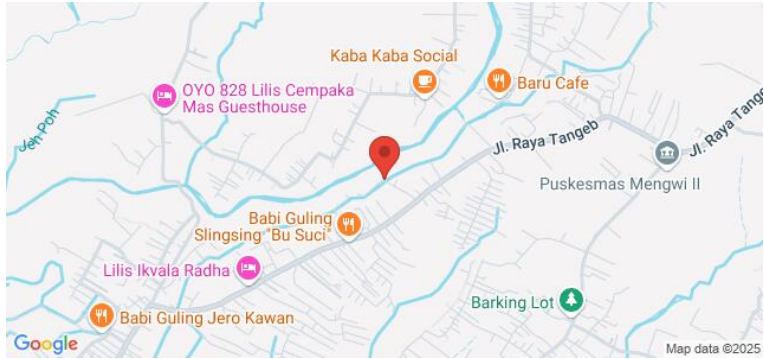 Kaba Kaba Social
OYO 828 Lilis Cempaka
Mas Guesthouse
Baru Cafe
Yeh Poh
Jl. Raya Tangeb
Jl. Raya Tangeb
Puskesmas Mengwi II
Babi Guling
Slingsing "Bu Suci"
Lilis Ikvala Radha
Barking Lot
Babi Guling Jero Kawan
Google
Map data ©2025